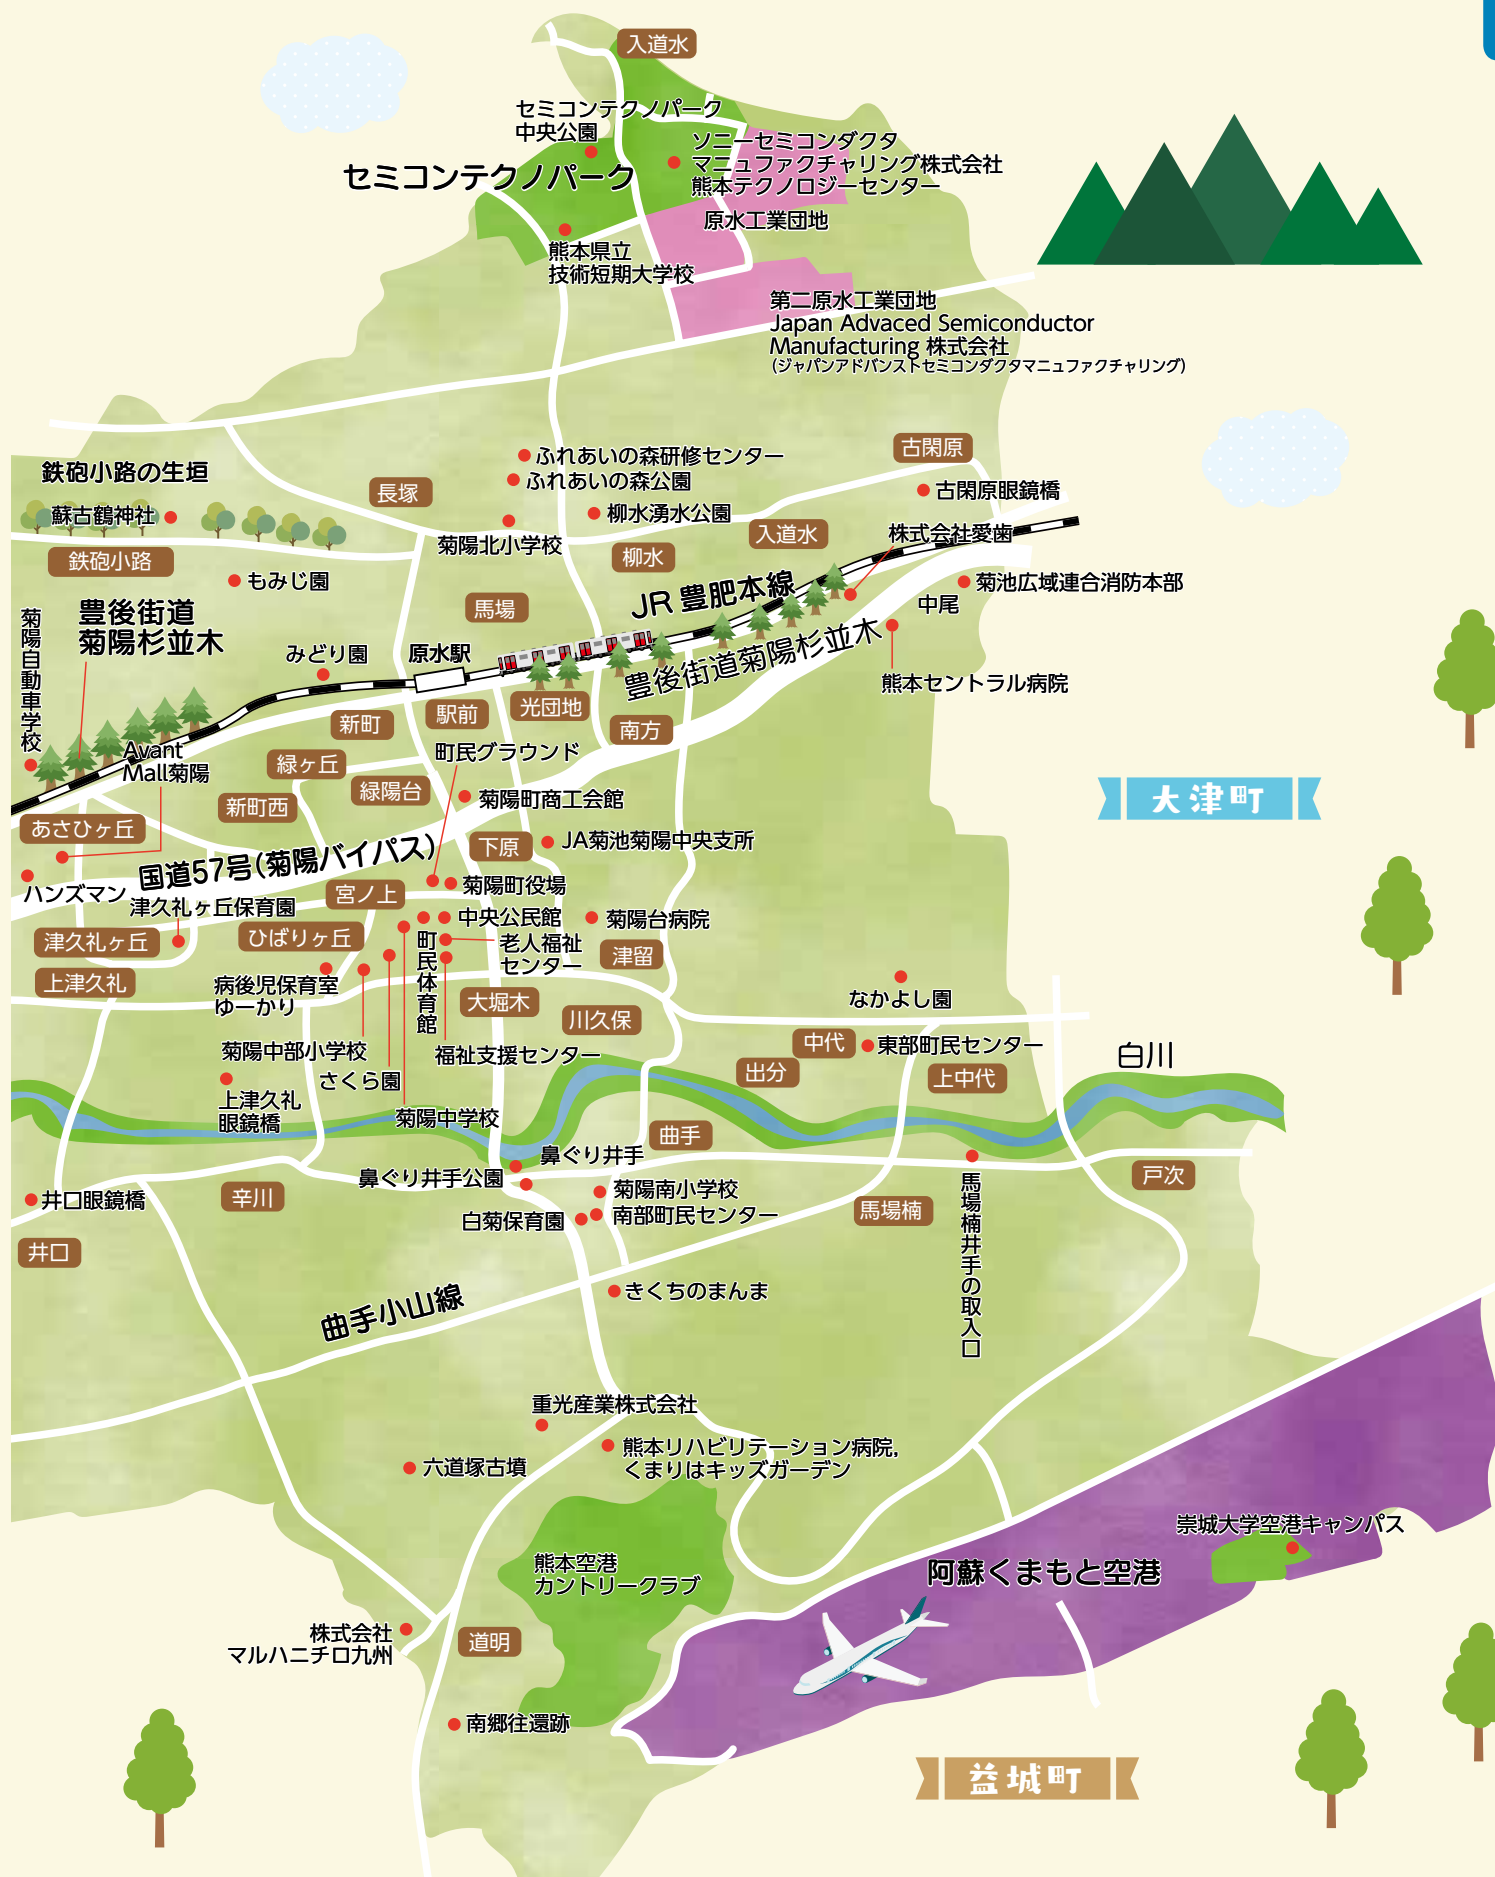 入道水
セミコンテクノパーク
中央公園
ソニーセミコンダクタ
マニュファクチャリング株式会社
熊本テクノロジーセンター
セミコンテクノパーク
原水工業団地
熊本県立
技術短期大学校
第二原水工業団地
Japan Advaced Semiconductor
Manufacturing 株式会社
(ジャパンアドバンストセミコンダクタマニュファクチャリング)
古閑原
ふれあいの森研修センター
鉄砲小路の生垣
ふれあいの森公園
長塚
古閑原眼鏡橋
蘇古鶴神社
柳水湧水公園
入道水
株式会社愛歯
菊陽北小学校
柳水
鉄砲小路
もみじ園
菊池広域連合消防本部
JR 豊肥本線
馬場
中尾
豊後街道
菊陽杉並木
菊陽自動車学校
みどり園
原水駅
豊後街道菊陽杉並木
熊本セントラル病院
光団地
駅前
新町
南方
Avant
Mall菊陽
町民グラウンド
緑ヶ丘
緑陽台
新町西
菊陽町商工会館
大津町
あさひヶ丘
下原
JA菊池菊陽中央支所
国道57号(菊陽バイパス)
ハンズマン
菊陽町役場
宮ノ上
津久礼ヶ丘保育園
中央公民館
菊陽台病院
津久礼ヶ丘
ひばりヶ丘
町民体育館
老人福祉
センター
津留
上津久礼
病後児保育室
ゆーかり
大堀木
川久保
なかよし園
中代
東部町民センター
菊陽中部小学校
福祉支援センター
白川
出分
上中代
さくら園
上津久礼
眼鏡橋
菊陽中学校
曲手
鼻ぐり井手
鼻ぐり井手公園
戸次
井口眼鏡橋
辛川
菊陽南小学校
南部町民センター
白菊保育園
馬場楠
馬場楠井手の取入口
井口
きくちのまんま
曲手小山線
重光産業株式会社
熊本リハビリテーション病院,
くまりはキッズガーデン
六道塚古墳
崇城大学空港キャンパス
熊本空港
カントリークラブ
阿蘇くまもと空港
株式会社
マルハニチロ九州
道明
南郷往還跡
益城町